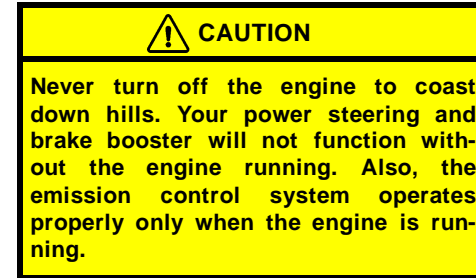 CAUTION
Never turn off the engine to coast
down hills. Your power steering and
brake booster will not function with-
out the engine running. Also, the
emission control system operates
properly only when the engine is run-
ning.